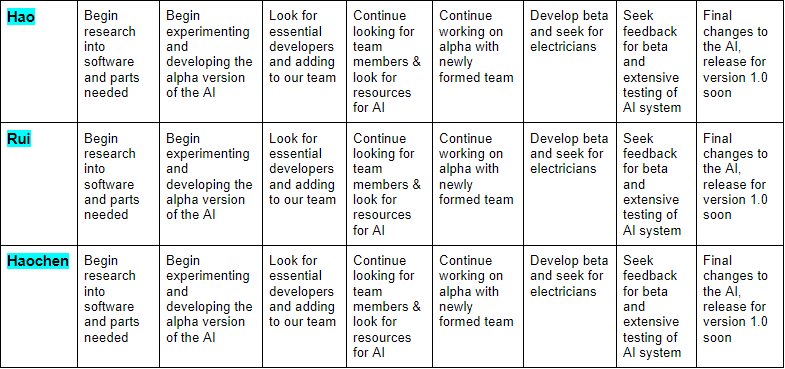 Hao
Begin
research
into
software
and parts
needed
Begin
experimenting
and
developing the
alpha version
of the AI
Look for
essential
developers
and adding
to our team
Continue
looking for
team
members &
look for
resources
for AI
Continue
working on
alpha with
newly
formed team
Develop beta
and seek for
electricians
Seek
feedback
for beta
and
extensive
testing of
AI system
Final
changes to
the AI,
release for
version 1.0
soon
Rui
Begin
research
into
software
and parts
needed
Begin
experimenting
and
developing the
alpha version
of the AI
Look for
essential
developers
and adding
to our team
Continue
looking for
team
members &
look for
resources
for AI
Continue
working on
alpha with
newly
formed team
Develop beta
and seek for
electricians
Seek
feedback
for beta
and
extensive
testing of
AI system
Final
changes to
the AI,
release for
version 1.0
soon
Haochen
Begin
research
into
software
and parts
needed
Begin
experimenting
and
developing the
alpha version
of the AI
Look for
essential
developers
and adding
to our team
Continue
looking for
team
members &
look for
resources
for AI
Continue
working on
alpha with
newly
formed team
Develop beta
and seek for
electricians
Seek
feedback
for beta
and
extensive
testing of
AI system
Final
changes to
the AI,
release for
version 1.0
soon